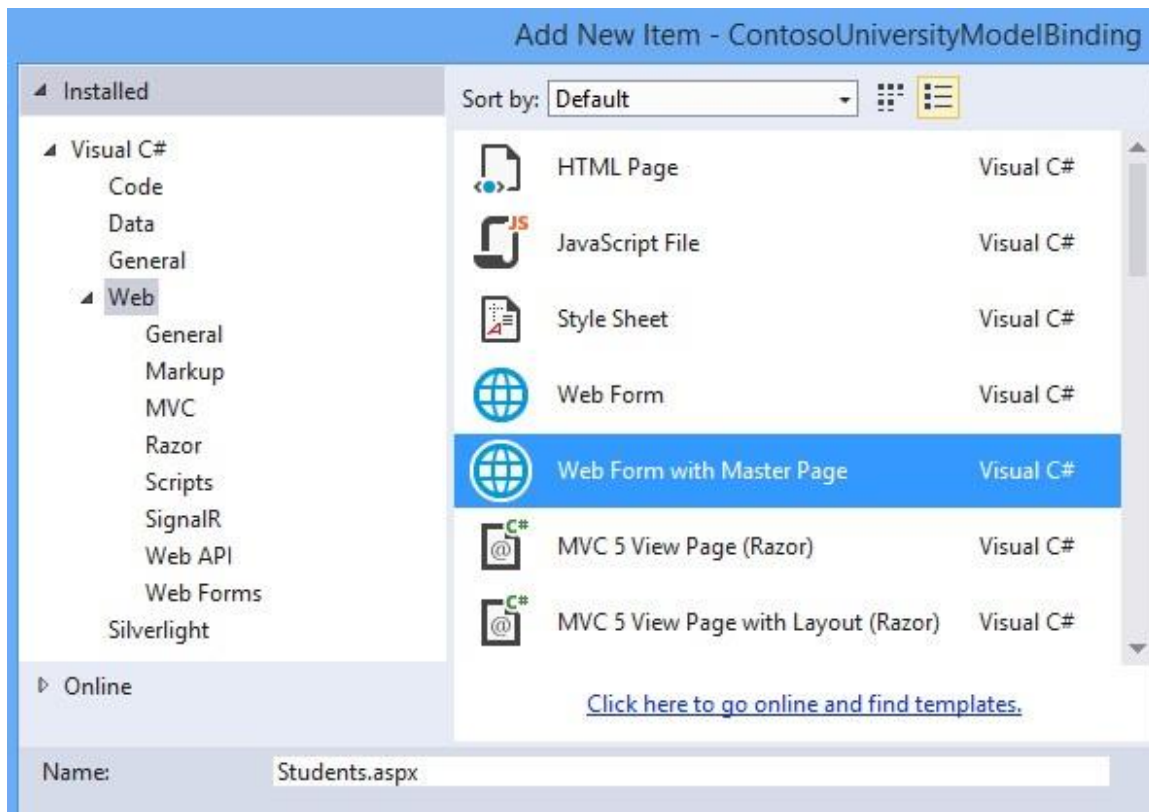 Add New Item - ContosoUniversityModelBinding
Installed
Visual C#
Code
Data
General
Web
General
Markup
MVC
Razor
Scripts
SignalR
Web API
Web Forms
Silverlight
Online
Sort by: Default
HTML Page Visual C#
JS
JavaScript File Visual C#
A
Style Sheet Visual C#
Web Form Visual C#
Web Form with Master Page Visual C#
C#
@
MVC 5 View Page (Razor) Visual C#
C#
@
MVC 5 View Page with Layout (Razor) Visual C#
Click here to go online and find templates.
Name: Students.aspx